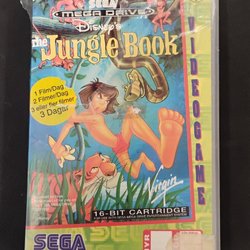 SEGA
MEGA DRIVE
DISNEY'S
the Jungle Book
1 Film/Dag
2 Filmer/Dag
3 eller fler filmer
3 Dagar
VIDEOGAME
Virgin
16-BIT CARTRIDGE
SEGA